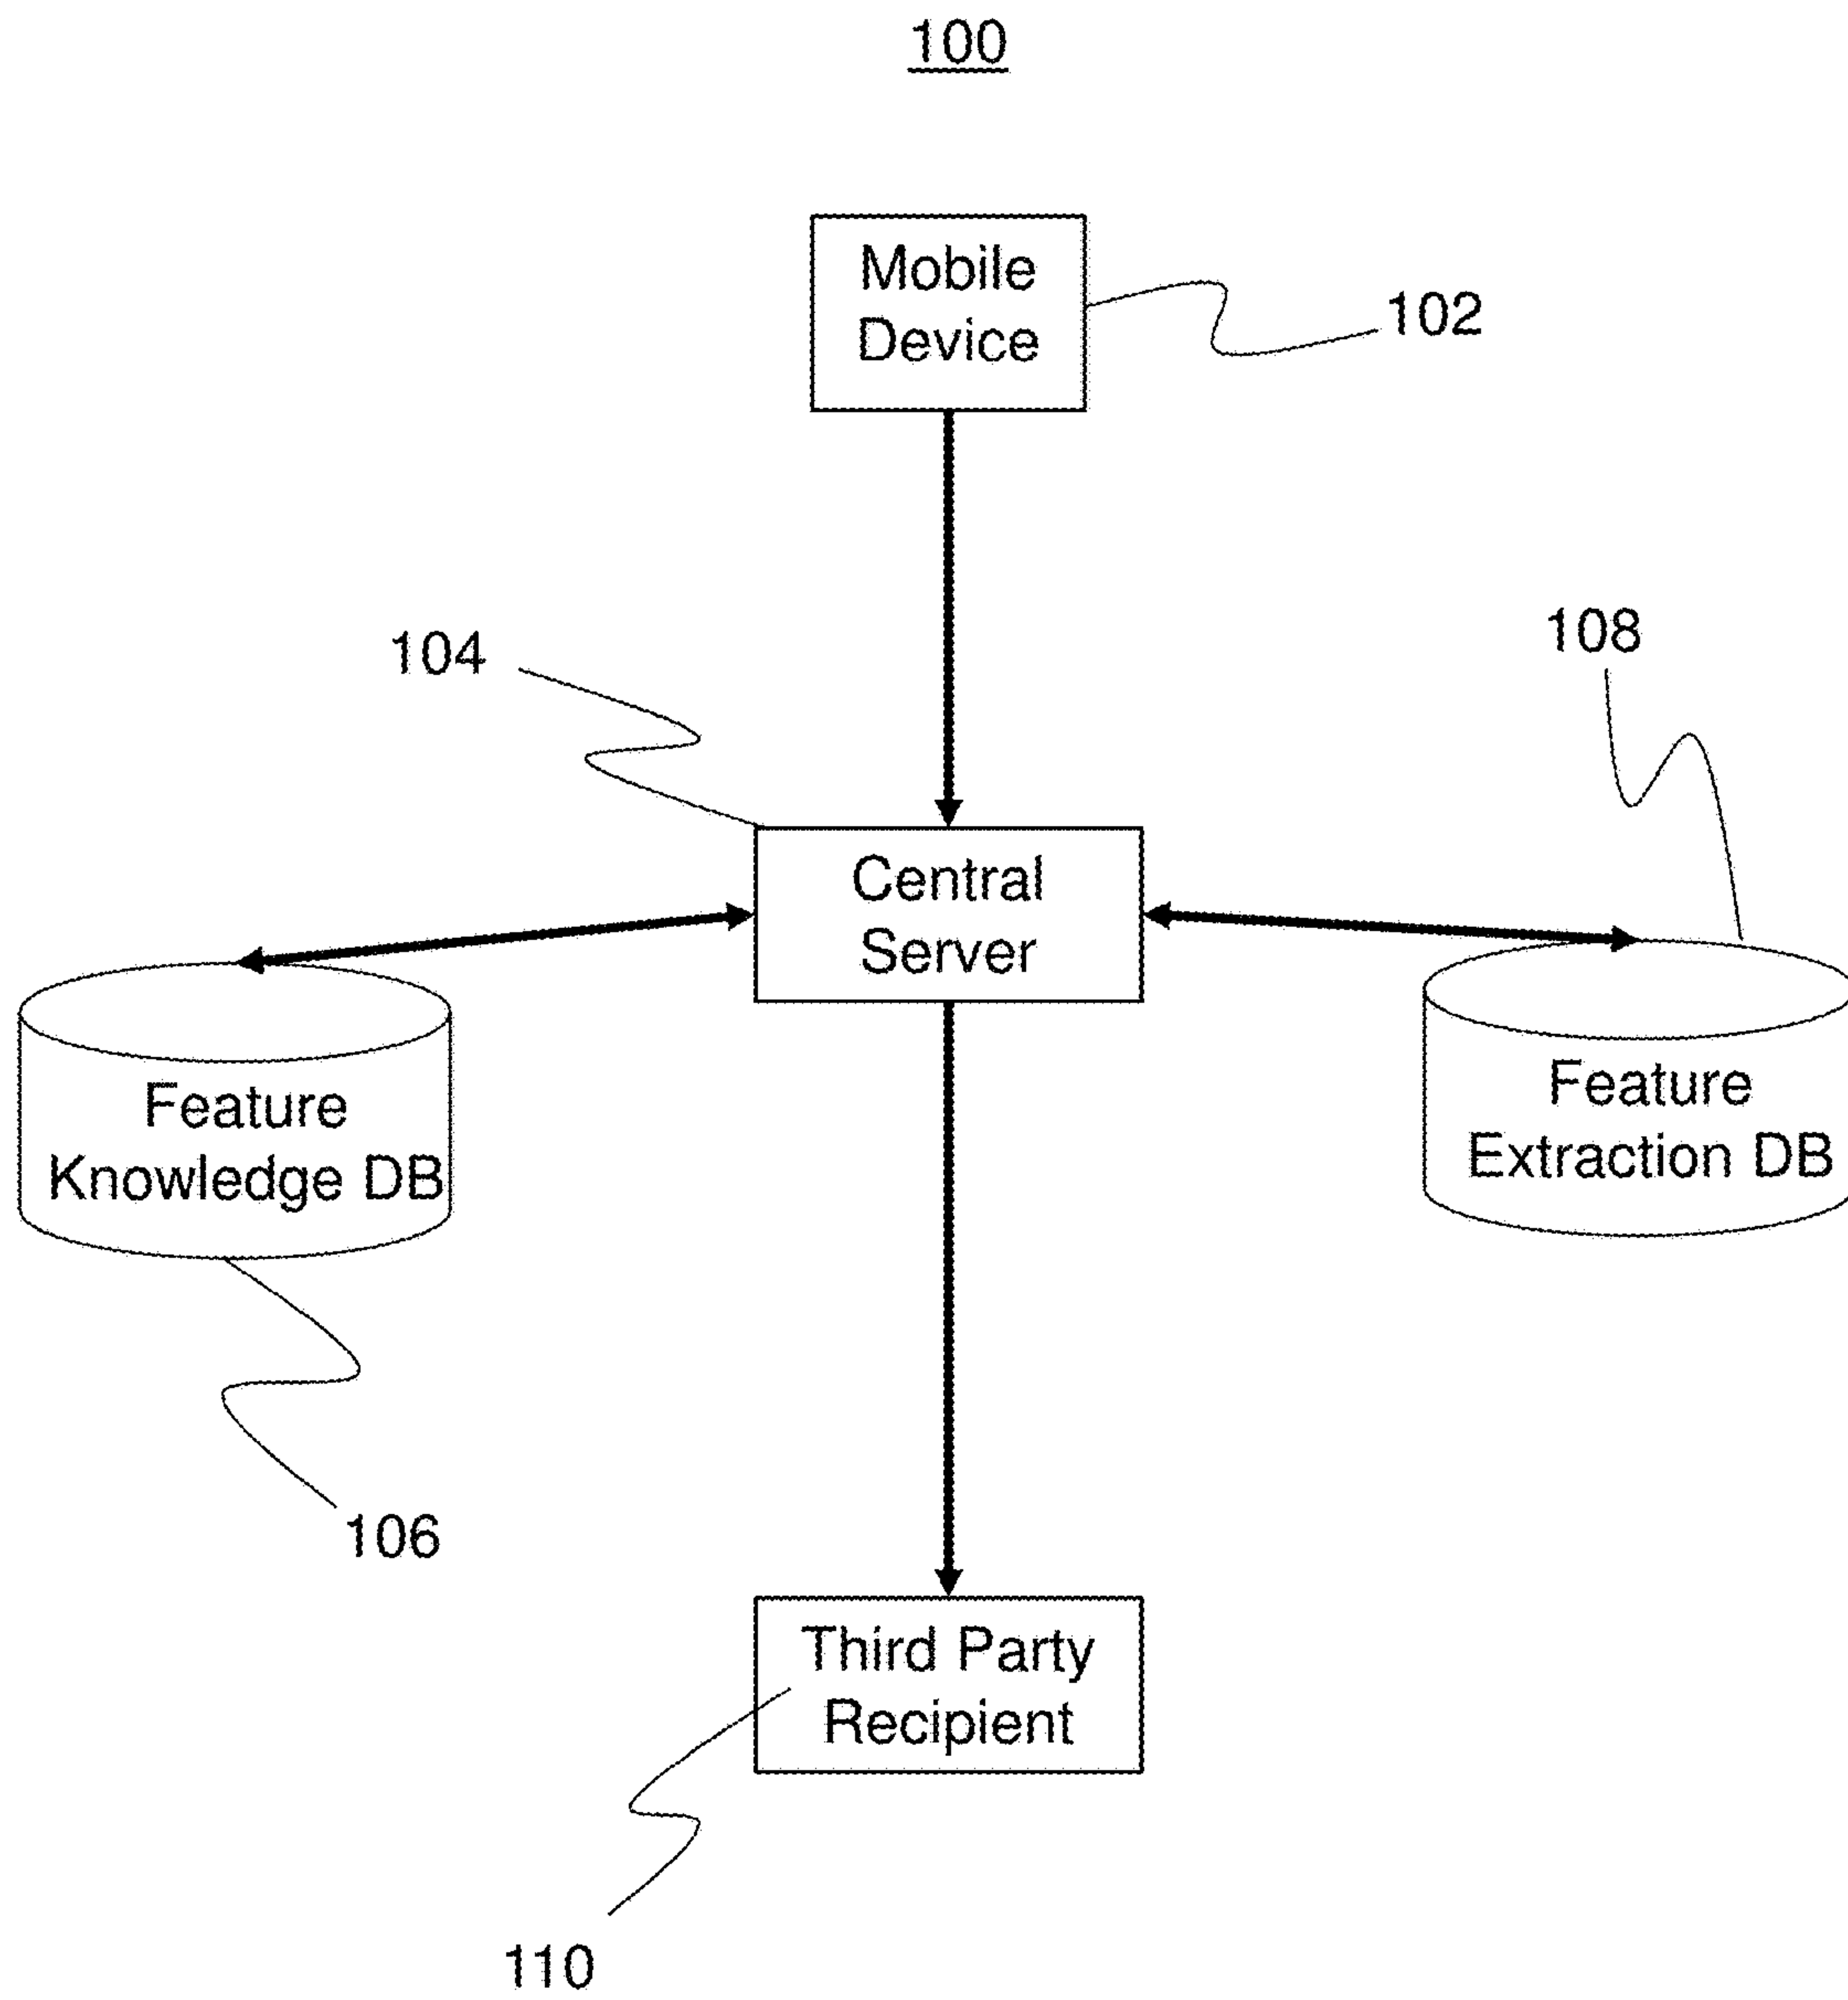 100
Mobile
Device
102
104
108
Central
Server
Feature
Knowledge DB
Feature
Extraction DB
106
Third Party
Recipient
110